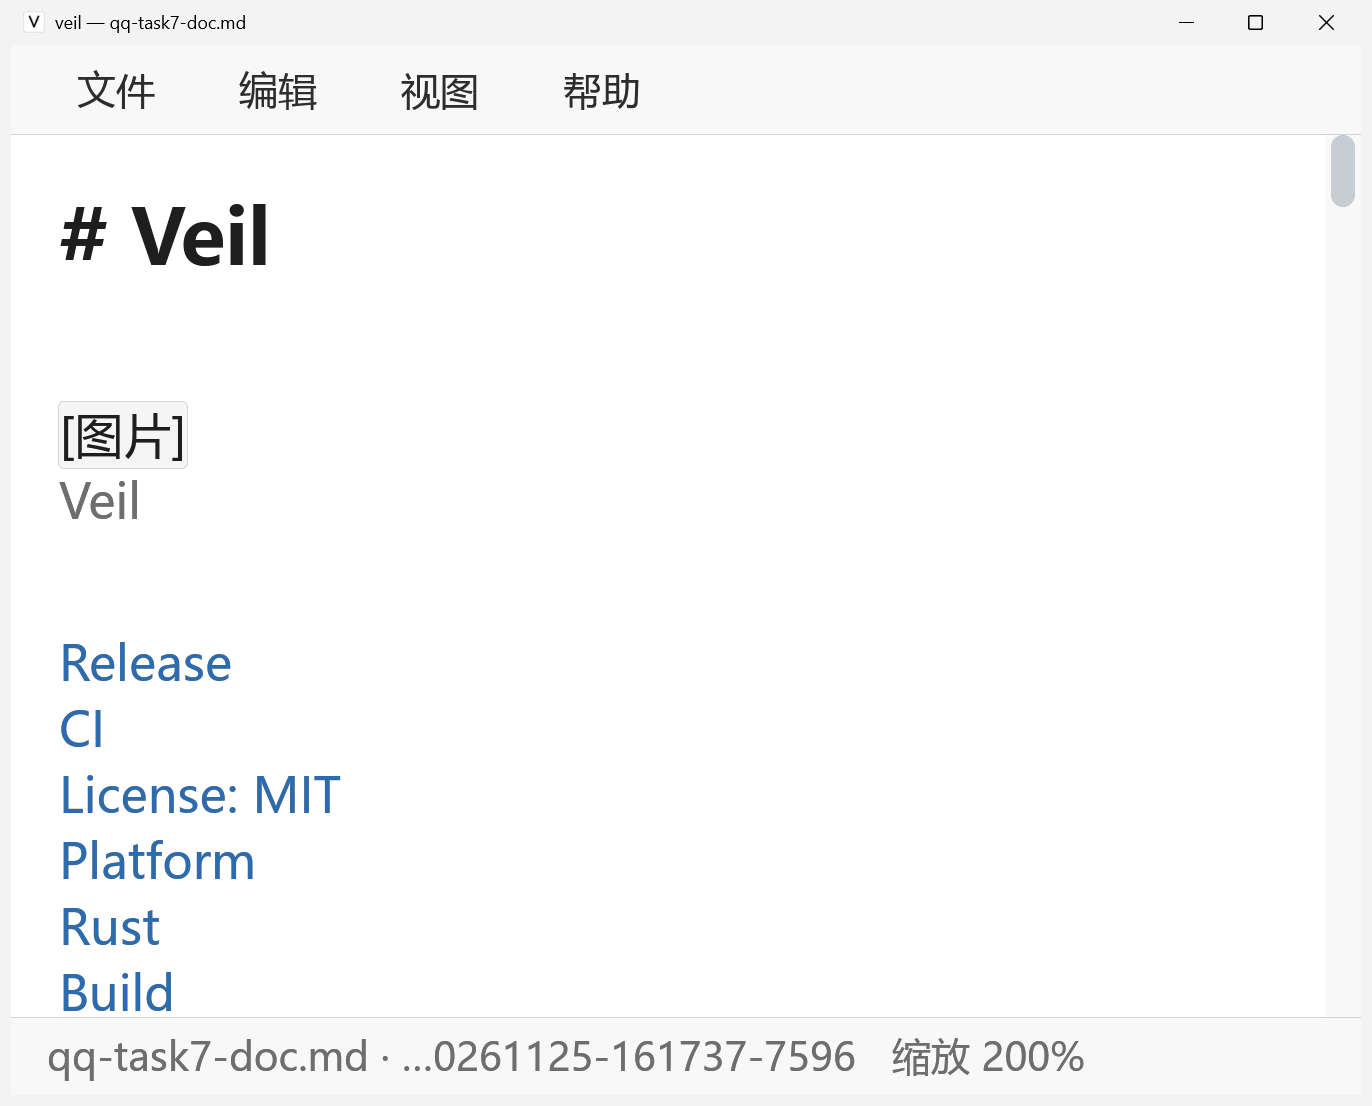 V veil — qq-task7-doc.md
文件 编辑 视图 帮助
# Veil
[图片]
Veil
Release
CI
License: MIT
Platform
Rust
Build
qq-task7-doc.md · ...0261125-161737-7596 缩放 200%